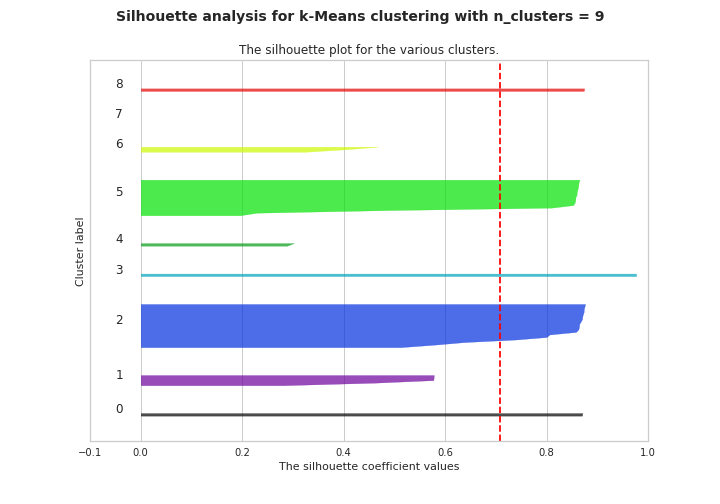 Silhouette analysis for k-Means clustering with n_clusters = 9
The silhouette plot for the various clusters.
8
7
6
5
4
3
2
1
0
Cluster label
−0.1 0.0 0.2 0.4 0.6 0.8 1.0
The silhouette coefficient values